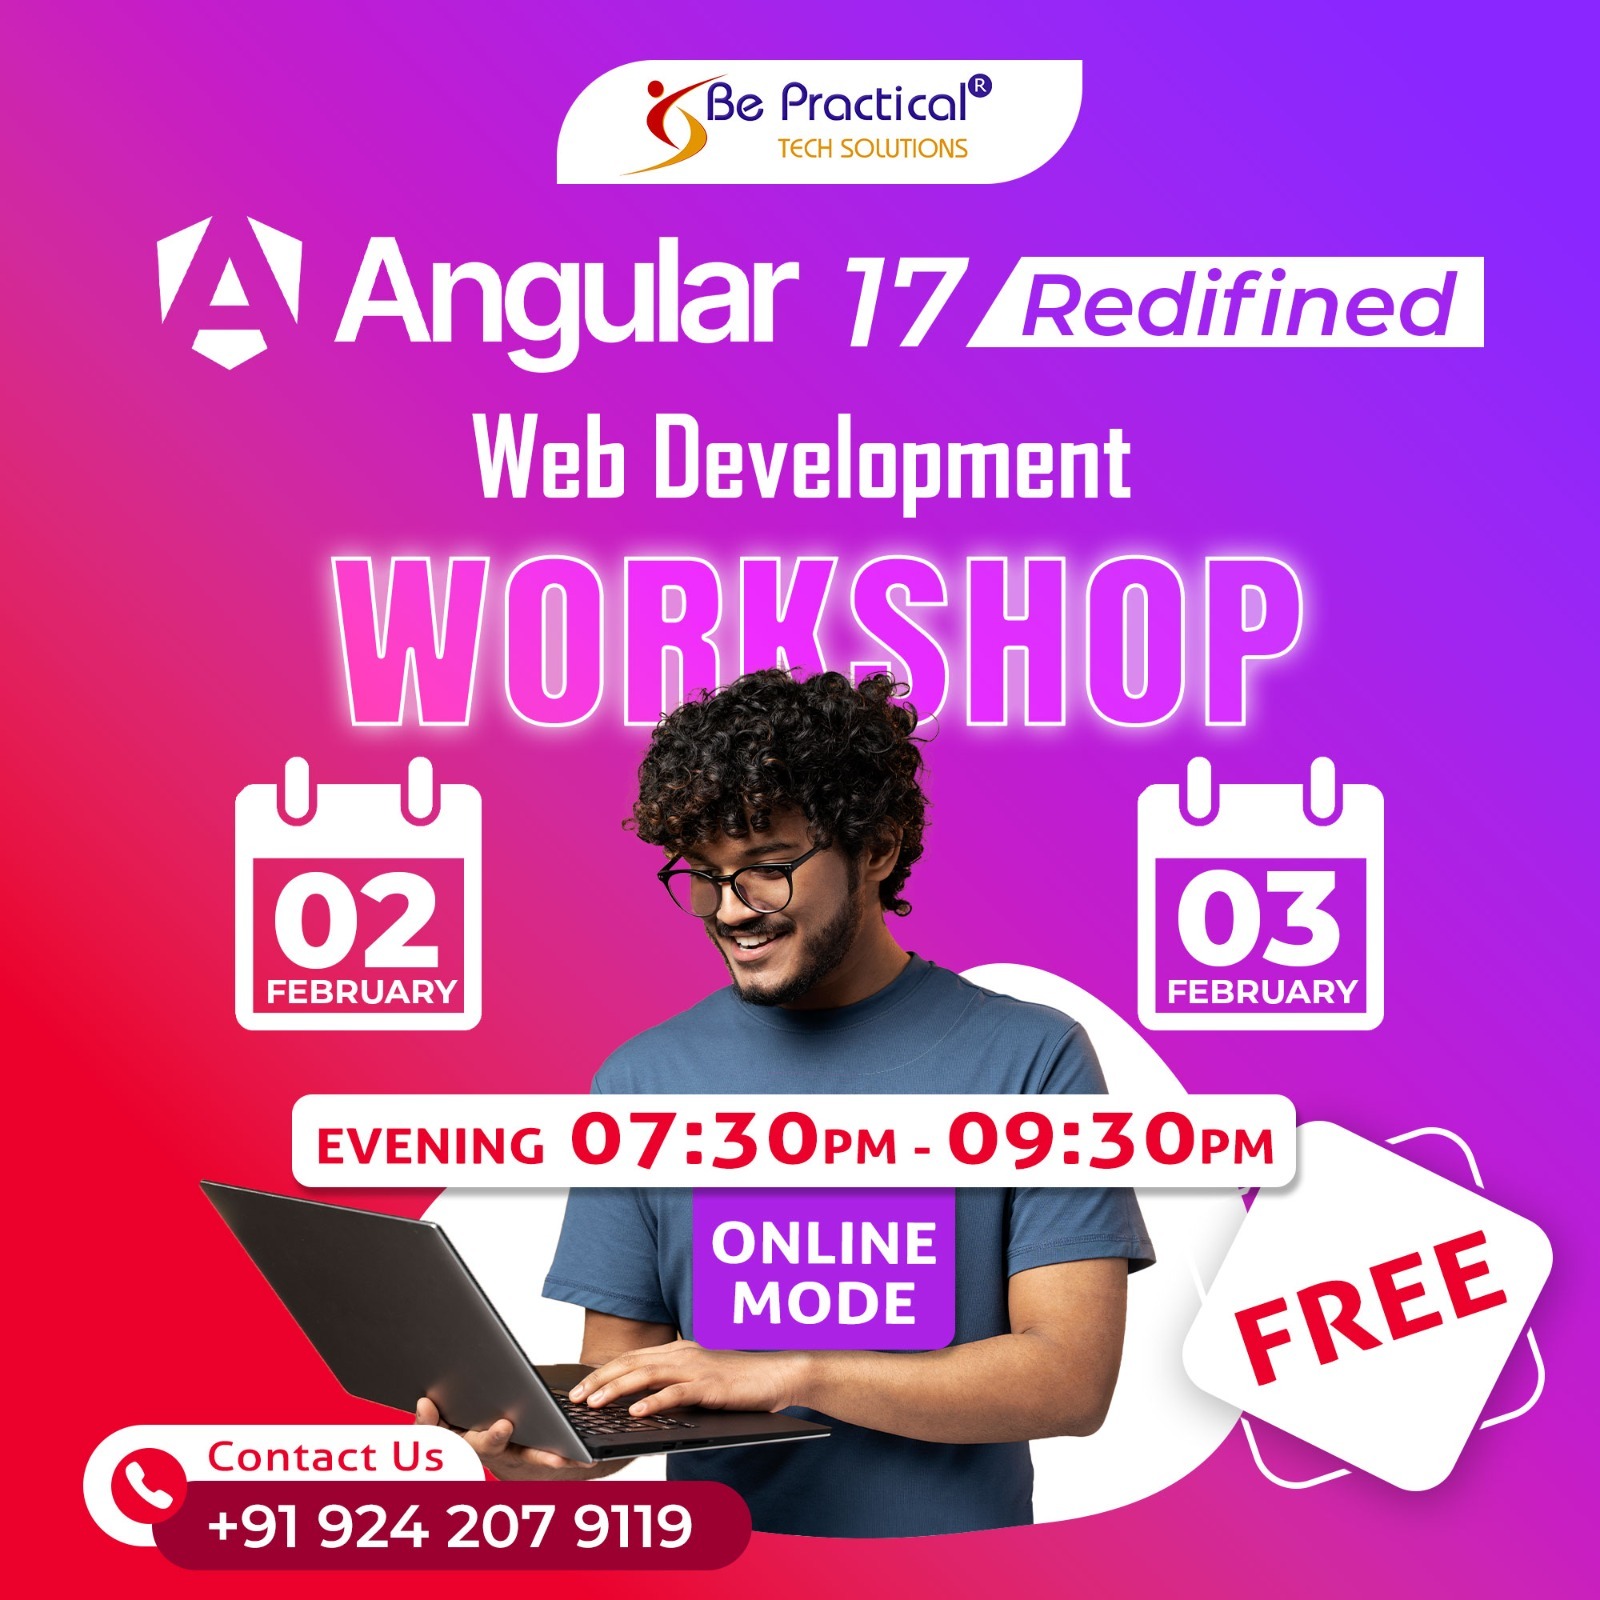 Be Practical®
TECH SOLUTIONS
Angular 17 Redifined
Web Development
WORKSHOP
02
FEBRUARY
03
FEBRUARY
EVENING 07:30PM - 09:30PM
ONLINE
MODE
FREE
Contact Us
+91 924 207 9119